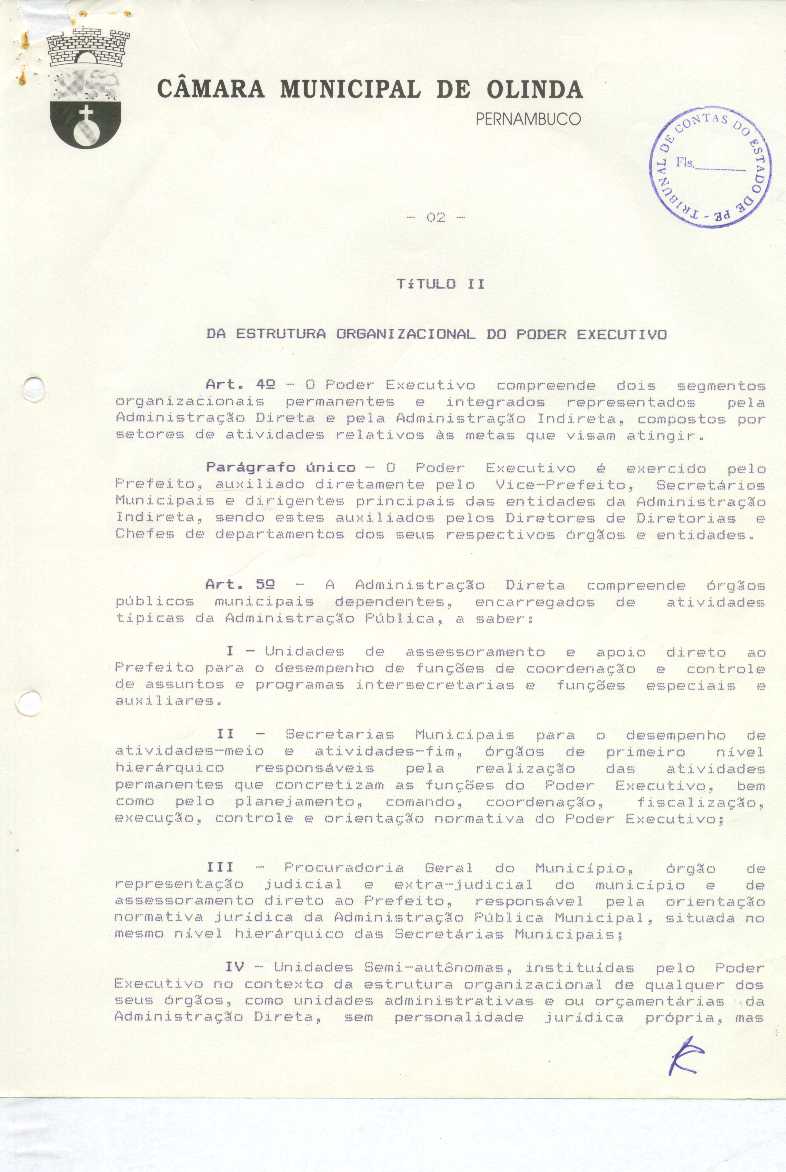 CÂMARA MUNICIPAL DE OLINDA
PERNAMBUCO
TRIBUNAL DE CONTAS DO ESTADO DE PE -
Fls.
- 02 -
TíTULO II
DA ESTRUTURA ORGANIZACIONAL DO PODER EXECUTIVO
Art. 4º - O Poder Executivo compreende dois segmentos
organizacionais permanentes e integrados representados pela
Administração Direta e pela Administração Indireta, compostos por
setores de atividades relativos às metas que visam atingir.
Parágrafo único - O Poder Executivo é exercido pelo
Prefeito, auxiliado diretamente pelo Vice-Prefeito, Secretários
Municipais e dirigentes principais das entidades da Administração
Indireta, sendo estes auxiliados pelos Diretores de Diretorias e
Chefes de departamentos dos seus respectivos órgãos e entidades.
Art. 5º - A Administração Direta compreende órgãos
públicos municipais dependentes, encarregados de atividades
típicas da Administração Pública, a saber:
I - Unidades de assessoramento e apoio direto ao
Prefeito para o desempenho de funções de coordenação e controle
de assuntos e programas intersecretarias e funções especiais e
auxiliares.
II - Secretarias Municipais para o desempenho de
atividades-meio e atividades-fim, órgãos de primeiro nível
hierárquico responsáveis pela realização das atividades
permanentes que concretizam as funções do Poder Executivo, bem
como pelo planejamento, comando, coordenação, fiscalização,
execução, controle e orientação normativa do Poder Executivo;
III - Procuradoria Geral do Município, órgão de
representação judicial e extra-judicial do município e de
assessoramento direto ao Prefeito, responsável pela orientação
normativa jurídica da Administração Pública Municipal, situada no
mesmo nível hierárquico das Secretárias Municipais;
IV - Unidades Semi-autônomas, instituídas pelo Poder
Executivo no contexto da estrutura organizacional de qualquer dos
seus órgãos, como unidades administrativas e ou orçamentárias da
Administração Direta, sem personalidade jurídica própria, mas